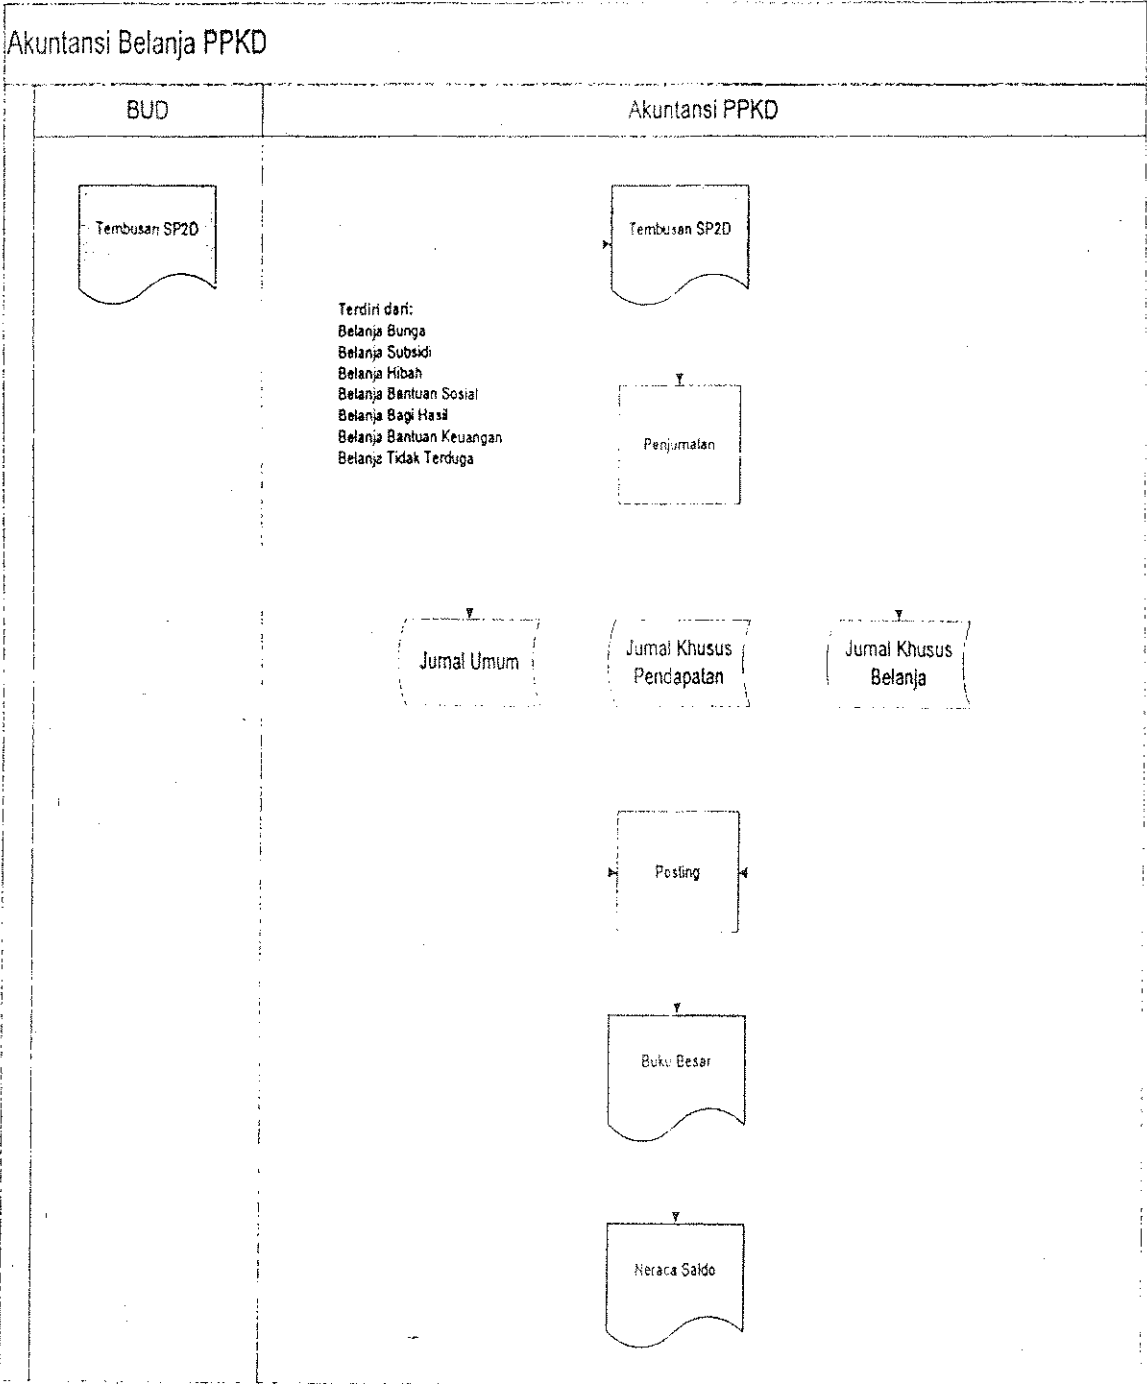 Akuntansi Belanja PPKD
BUD
Akuntansi PPKD
Tembusan SP2D
Tembusan SP2D
Terdiri dari:
Belanja Bunga
Belanja Subsidi
Belanja Hibah
Belanja Bantuan Sosial
Belanja Bagi Hasil
Belanja Bantuan Keuangan
Belanja Tidak Terduga
Penjurnalan
Jurnal Umum
Jurnal Khusus
Pendapatan
Jurnal Khusus
Belanja
Posting
Buku Besar
Neraca Saldo